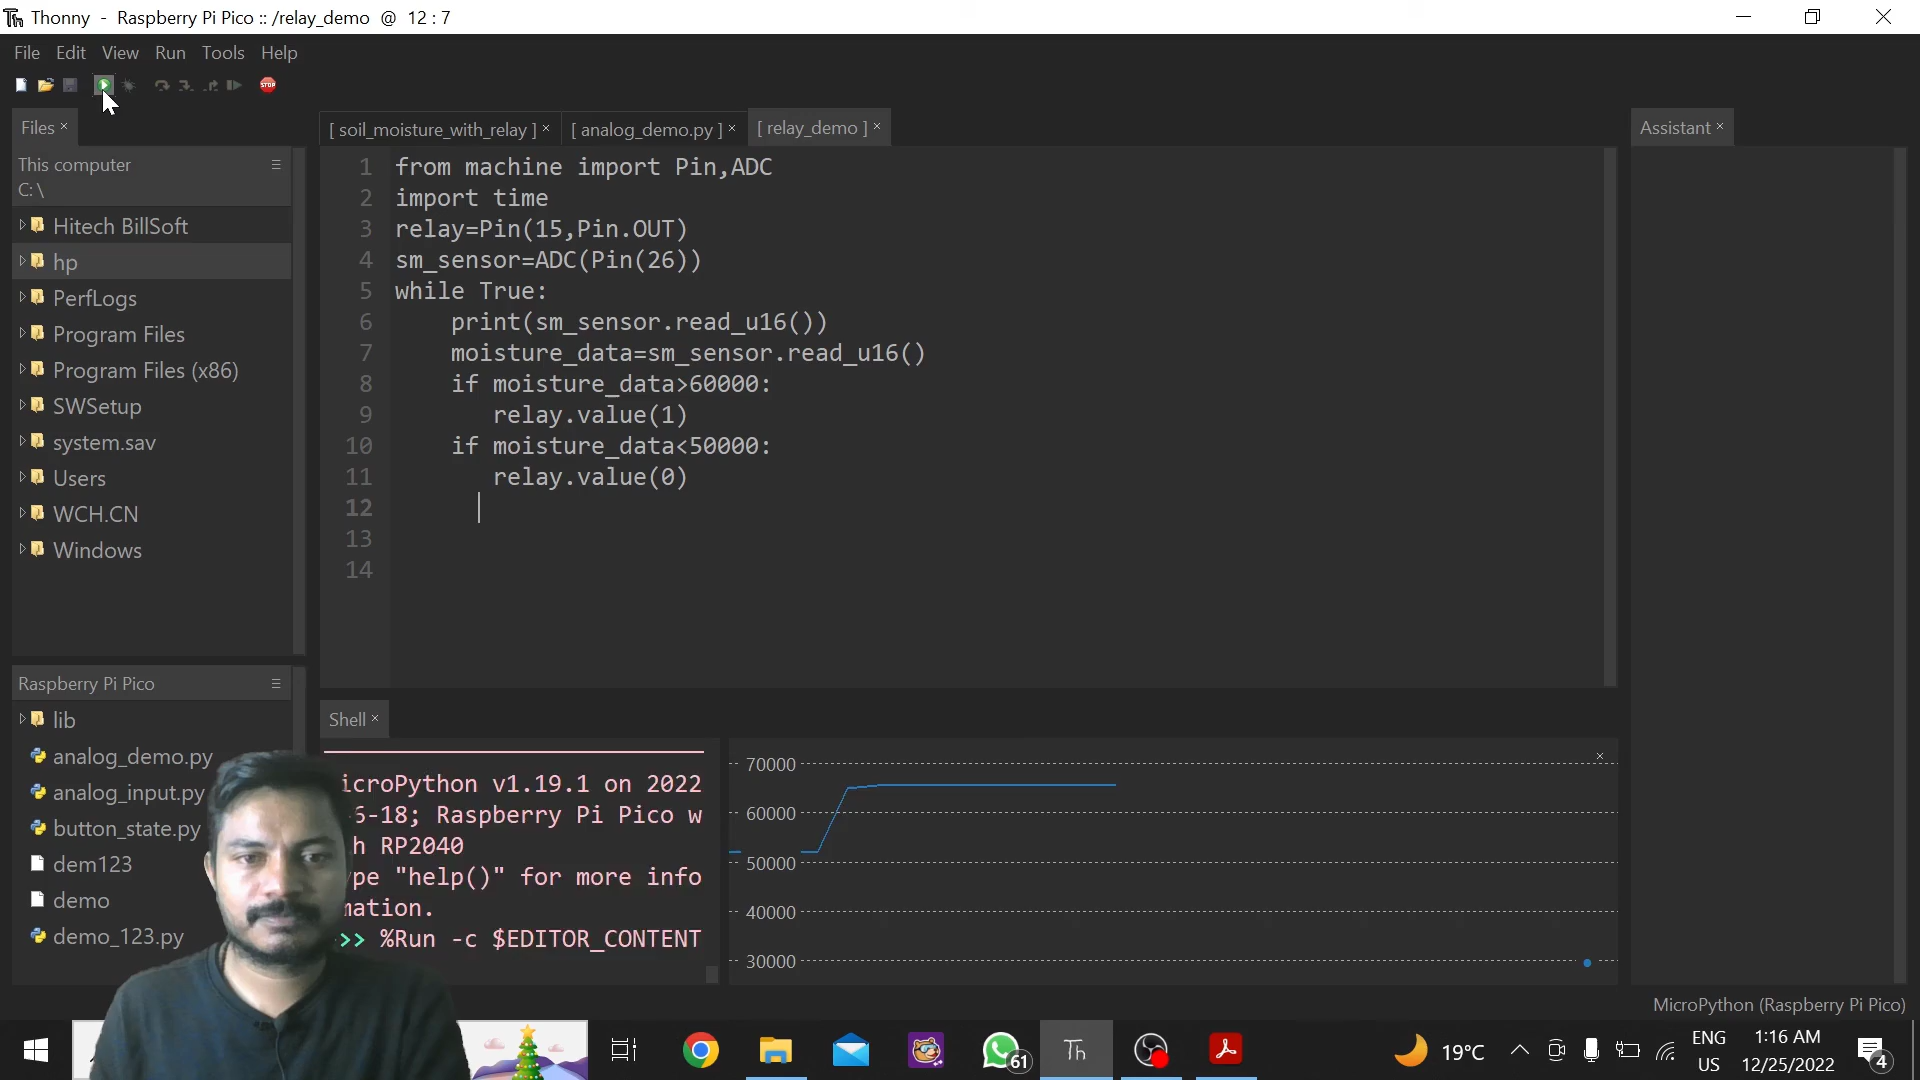 Thonny - Raspberry Pi Pico :: /relay_demo @ 12 : 7
File Edit View Run Tools Help
STOP
Files ×
This computer
C: \
Hitech BillSoft
hp
PerfLogs
Program Files
Program Files (x86)
SWSetup
system.sav
Users
WCH.CN
Windows
Raspberry Pi Pico
lib
analog_demo.py
analog_input.py
button_state.py
dem123
demo
demo_123.py
[ soil_moisture_with_relay ] × [ analog_demo.py ] × [ relay_demo ] ×
1 from machine import Pin,ADC
2 import time
3 relay=Pin(15,Pin.OUT)
4 sm_sensor=ADC(Pin(26))
5 while True:
6 print(sm_sensor.read_u16())
7 moisture_data=sm_sensor.read_u16()
8 if moisture_data>60000:
9 relay.value(1)
10 if moisture_data<50000:
11 relay.value(0)
12
13
14
Shell ×
icroPython v1.19.1 on 2022
6-18; Raspberry Pi Pico w
h RP2040
pe "help()" for more info
mation.
>> %Run -c $EDITOR_CONTENT
70000
60000
50000
40000
30000
Assistant ×
MicroPython (Raspberry Pi Pico)
61
Th
19°C
ENG
US
1:16 AM
12/25/2022
4